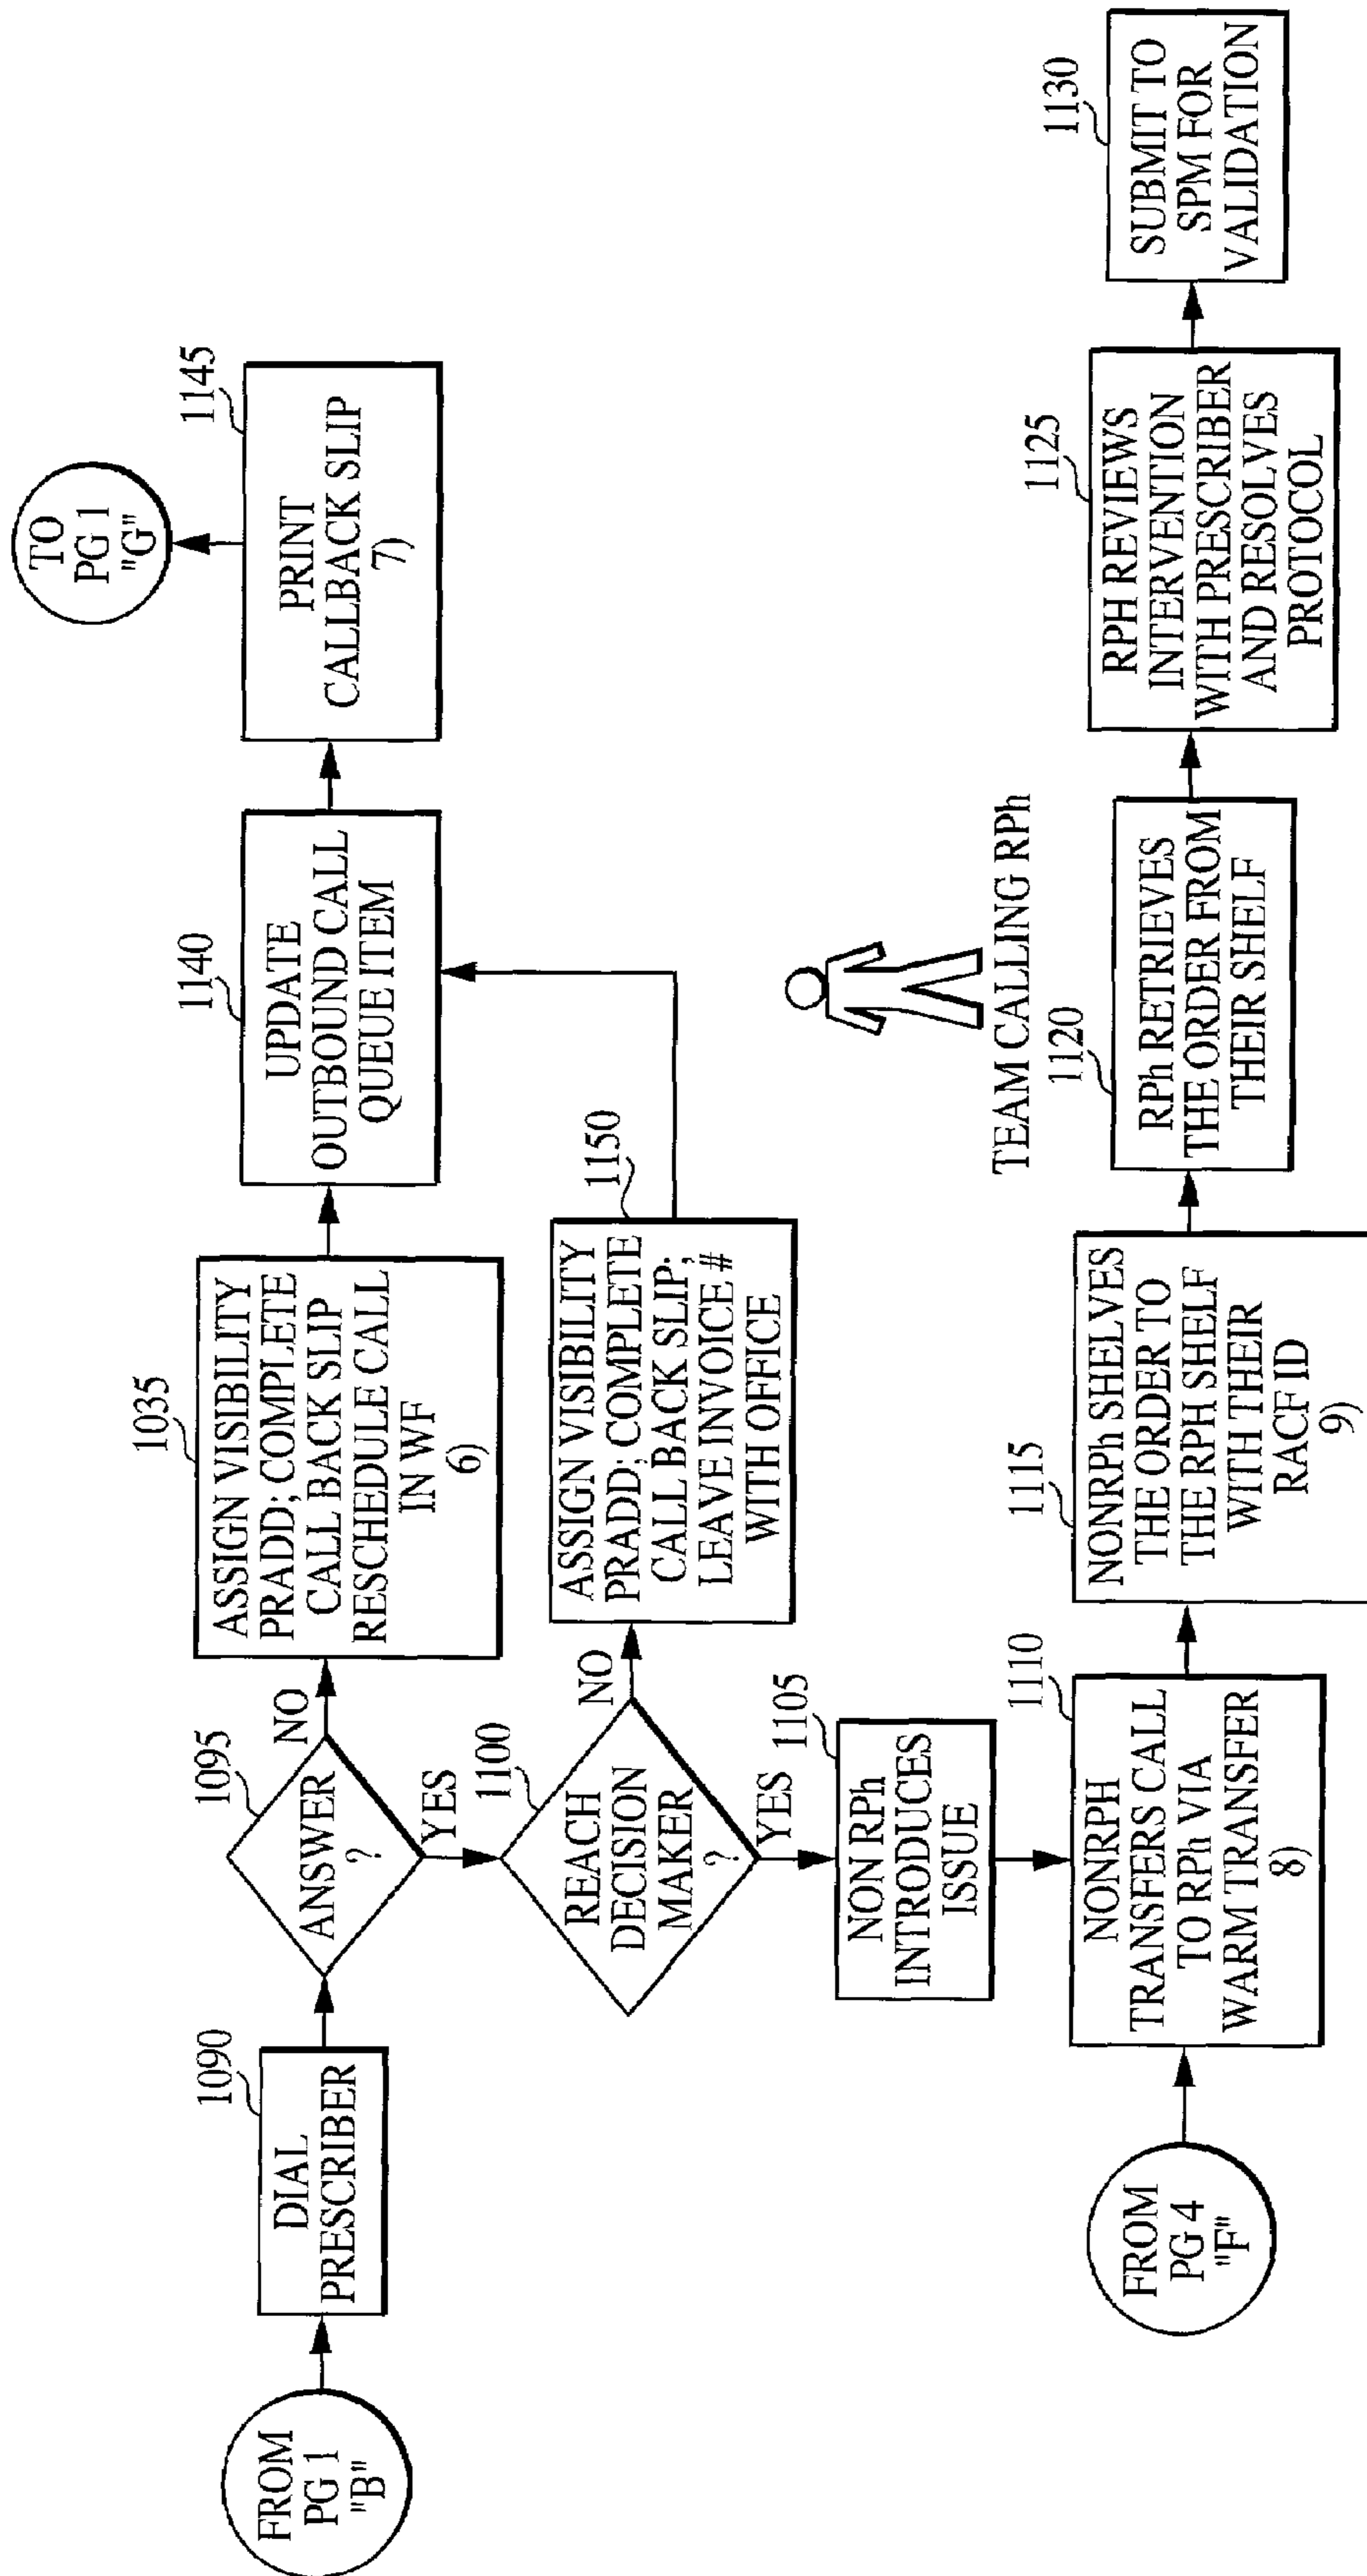 FROM
PG 1
"B"
1090
DIAL
PRESCRIBER
1095
ANSWER
?
NO
YES
1035
ASSIGN VISIBILITY
PRADD; COMPLETE
CALL BACK SLIP
RESCHEDULE CALL
IN WF
6)
1140
UPDATE
OUTBOUND CALL
QUEUE ITEM
1145
PRINT
CALLBACK SLIP
7)
TO
PG 1
"G"
1100
REACH
DECISION
MAKER
?
NO
YES
1150
ASSIGN VISIBILITY
PRADD; COMPLETE
CALL BACK SLIP;
LEAVE INVOICE #
WITH OFFICE
1105
NON RPh
INTRODUCES
ISSUE
FROM
PG 4
"F"
1110
NONRPH
TRANSFERS CALL
TO RPh VIA
WARM TRANSFER
8)
1115
NONRPh SHELVES
THE ORDER TO
THE RPH SHELF
WITH THEIR
RACF ID
9)
TEAM CALLING RPh
1120
RPh RETRIEVES
THE ORDER FROM
THEIR SHELF
1125
RPH REVIEWS
INTERVENTION
WITH PRESCRIBER
AND RESOLVES
PROTOCOL
1130
SUBMIT TO
SPM FOR
VALIDATION